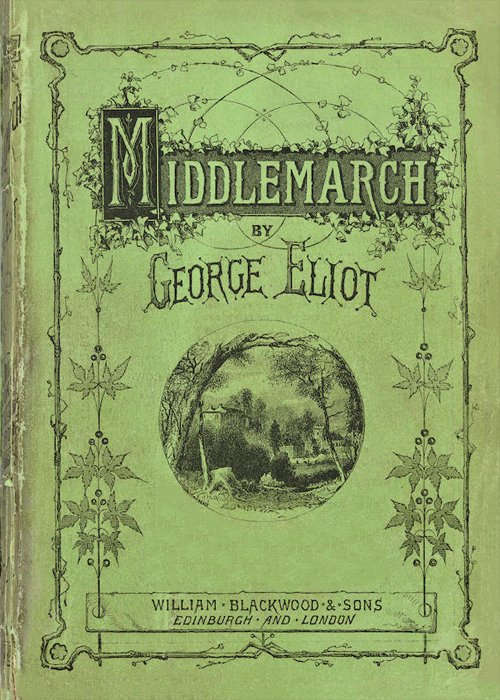 MIDDLEMARCH
BY
GEORGE ELIOT
WILLIAM · BLACKWOOD · & · SONS
EDINBURGH · AND · LONDON